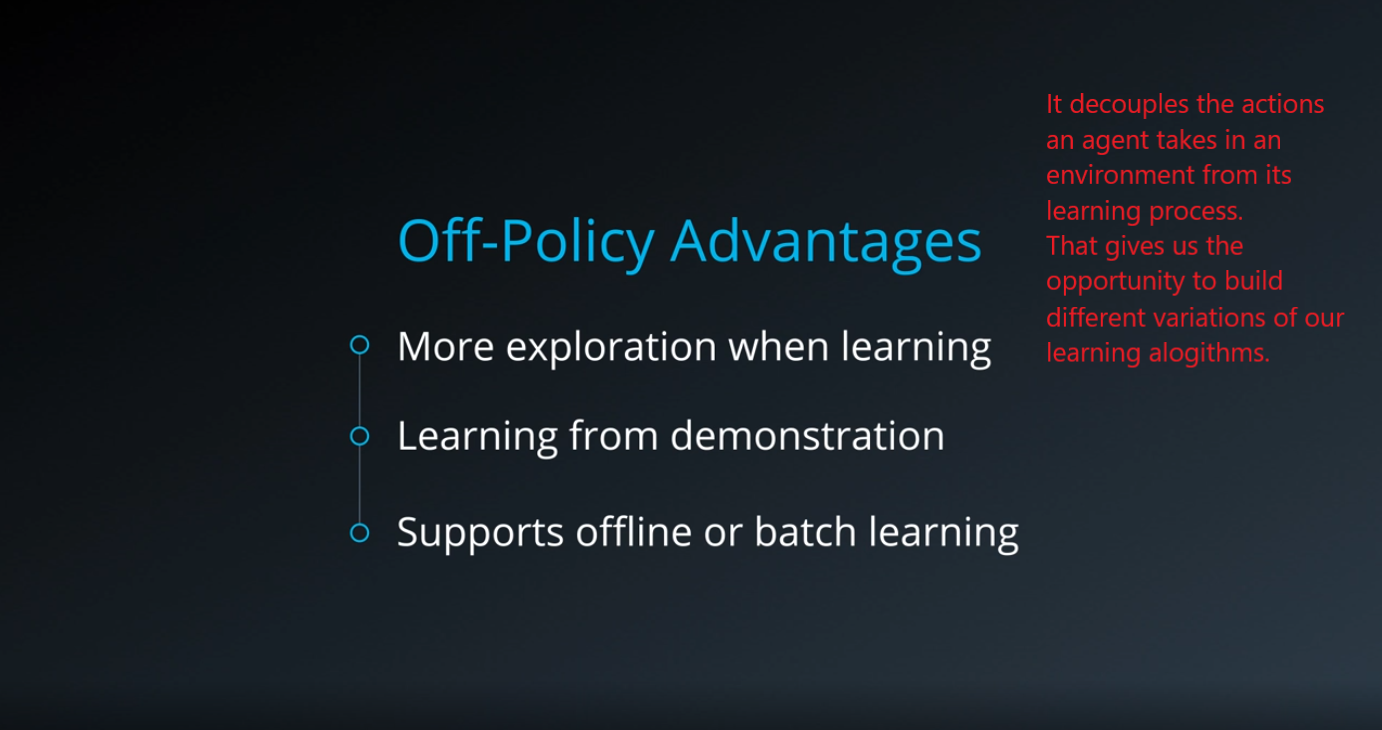 Off-Policy Advantages
More exploration when learning
Learning from demonstration
Supports offline or batch learning
It decouples the actions
an agent takes in an
environment from its
learning process.
That gives us the
opportunity to build
different variations of our
learning alogithms.